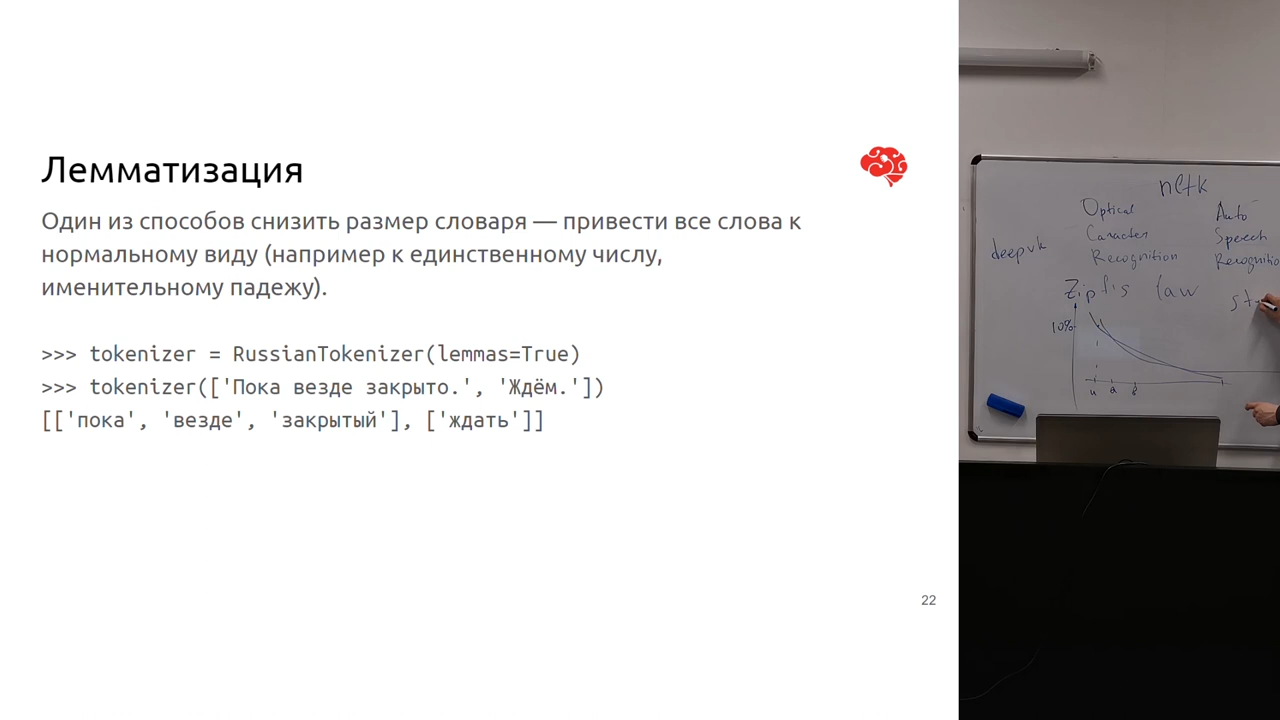 Лемматизация
Один из способов снизить размер словаря — привести все слова к
нормальному виду (например к единственному числу,
именительному падежу).
>>> tokenizer = RussianTokenizer(lemmas=True)
>>> tokenizer(['Пока везде закрыто.', 'Ждём.'])
[['пока', 'везде', 'закрытый'], ['ждать']]
22
nltk
Optical
Caracter
Recognition
Auto
Speech
Recognitio
deepvk
Zipf's law
st
10%
и а в